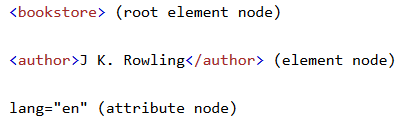 <bookstore> (root element node)
<author>J K. Rowling</author> (element node)
lang="en" (attribute node)